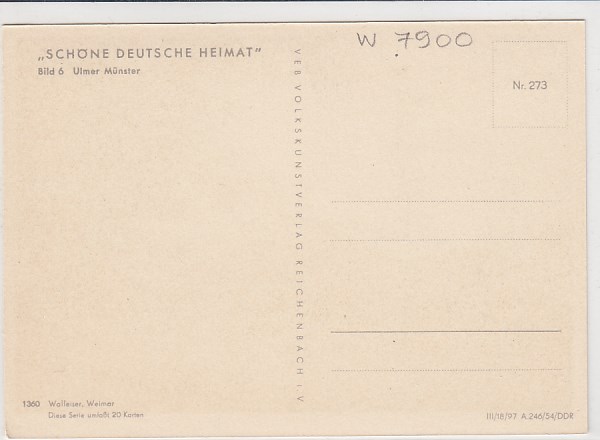 „SCHÖNE DEUTSCHE HEIMAT"
Bild 6 Ulmer Münster
W 7900
Nr. 273
VEB VOLKSKUNSTVERLAG REICHENBACH i. V.
1360 Walleiser, Weimar
Diese Serie umfaßt 20 Karten
III/18/97 A.246/54/DDR